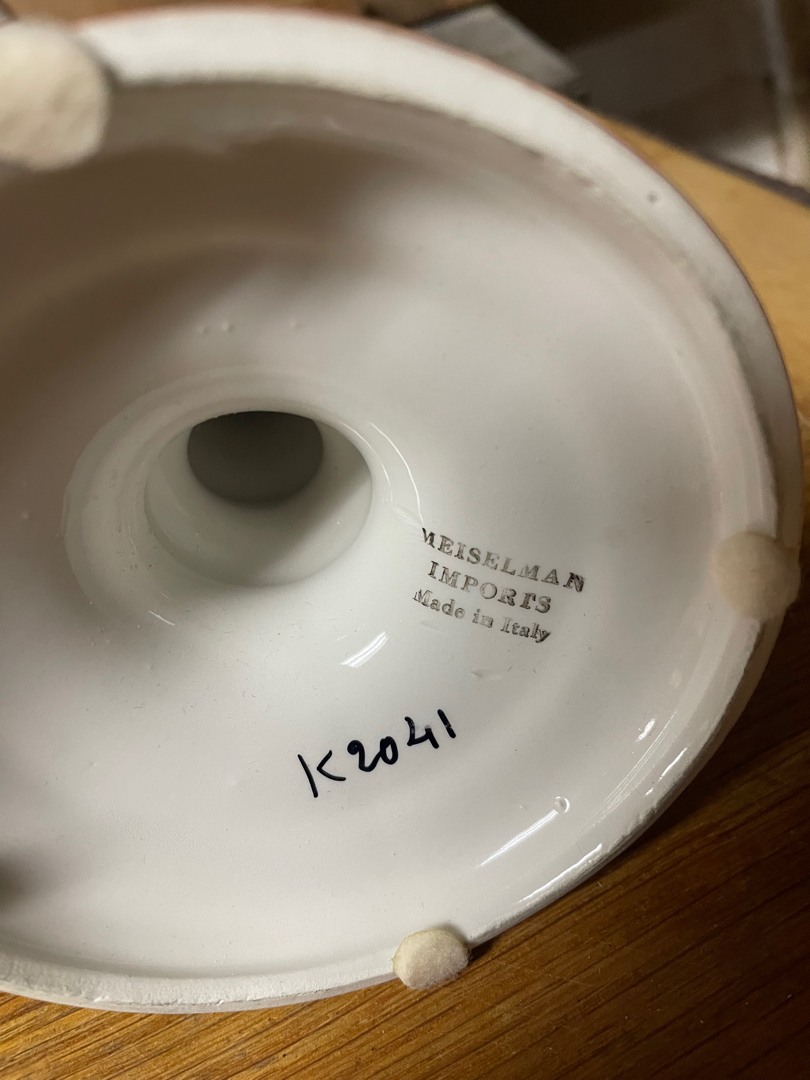 MEISELMAN
IMPORTS
Made in Italy
K2041